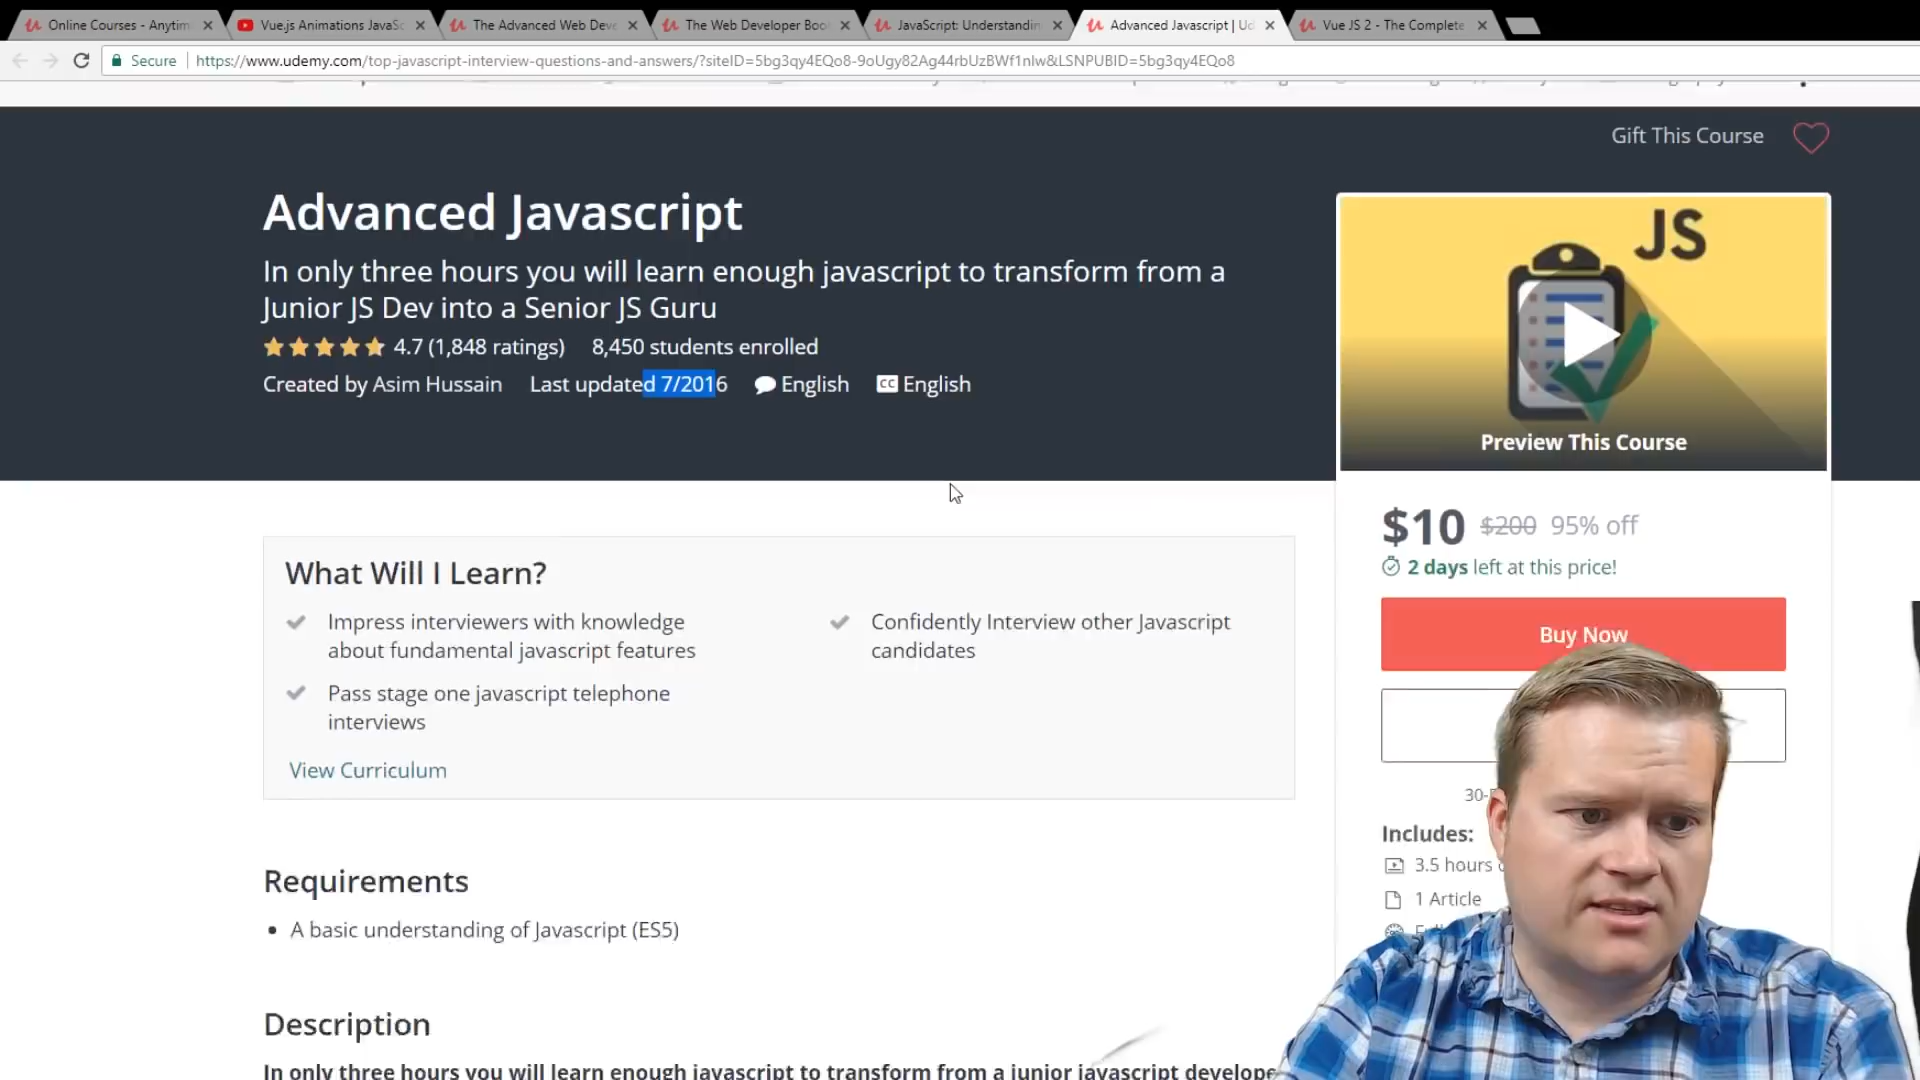 Online Courses - Anytim
Vue.js Animations JavaSc
The Advanced Web Deve
The Web Developer Boo
JavaScript: Understandin
Advanced Javascript | Ud
Vue JS 2 - The Complete
Secure
https://www.udemy.com/top-javascript-interview-questions-and-answers/?siteID=5bg3qy4EQo8-9oUgy82Ag44rbUzBWf1nlw&LSNPUBID=5bg3qy4EQo8
Gift This Course
Advanced Javascript
In only three hours you will learn enough javascript to transform from a
Junior JS Dev into a Senior JS Guru
4.7 (1,848 ratings) 8,450 students enrolled
Created by Asim Hussain Last updated 7/2016 English CC English
JS
Preview This Course
$10 $200 95% off
2 days left at this price!
Buy Now
What Will I Learn?
Impress interviewers with knowledge
about fundamental javascript features
Confidently Interview other Javascript
candidates
Pass stage one javascript telephone
interviews
View Curriculum
30-
Includes:
3.5 hours
1 Article
Requirements
A basic understanding of Javascript (ES5)
Description
In only three hours you will learn enough javascript to transform from a junior javascript develope